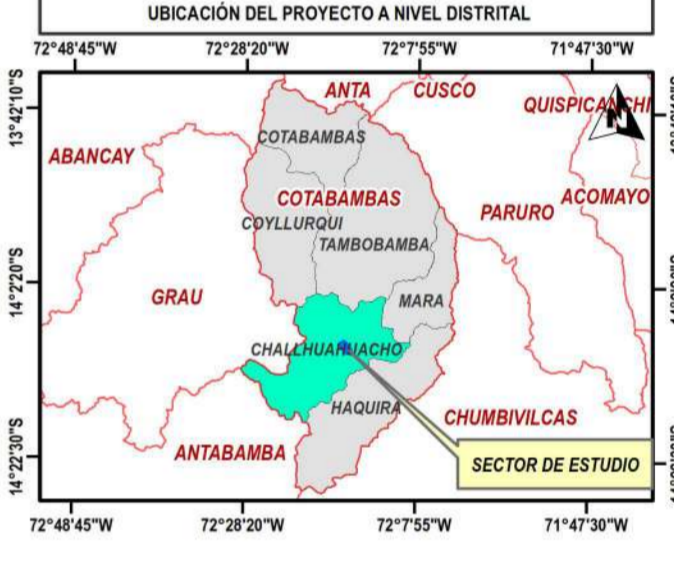 UBICACIÓN DEL PROYECTO A NIVEL DISTRITAL
72°48'45"W 72°28'20"W 72°7'55"W 71°47'30"W
13°42'10"S
14°2'20"S
14°22'30"S
ANTA
CUSCO
QUISPICANCHI
N
ABANCAY
COTABAMBAS
COTABAMBAS
ACOMAYO
PARURO
COYLLURQUI
TAMBOBAMBA
GRAU
MARA
CHALLHUAHUACHO
HAQUIRA
CHUMBIVILCAS
ANTABAMBA
SECTOR DE ESTUDIO
72°48'45"W 72°28'20"W 72°7'55"W 71°47'30"W